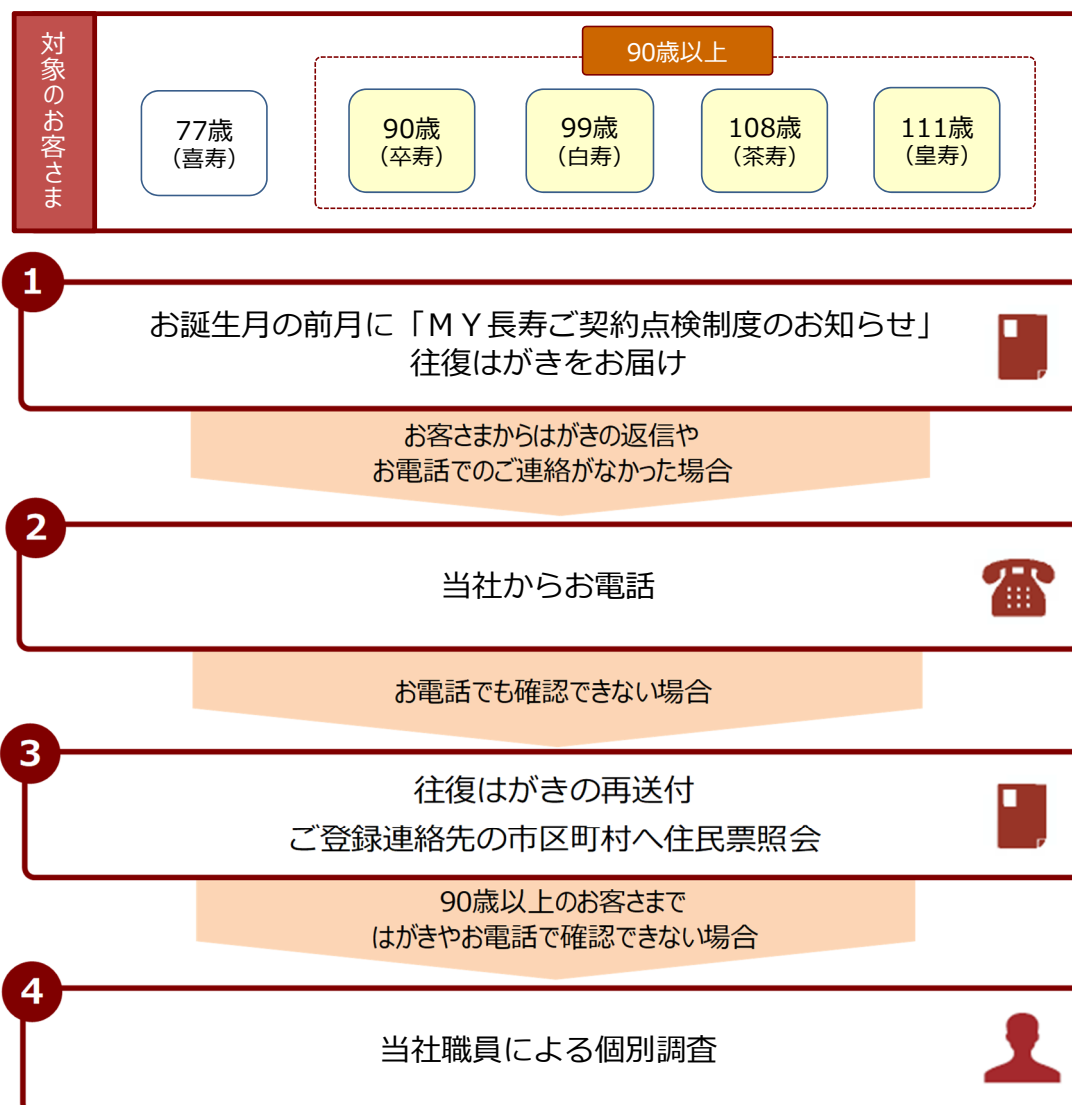 対象のお客さま
90歳以上
77歳
（喜寿）
90歳
（卒寿）
99歳
（白寿）
108歳
（茶寿）
111歳
（皇寿）
1
お誕生月の前月に「ＭＹ長寿ご契約点検制度のお知らせ」
往復はがきをお届け
お客さまからはがきの返信や
お電話でのご連絡がなかった場合
2
当社からお電話
お電話でも確認できない場合
3
往復はがきの再送付
ご登録連絡先の市区町村へ住民票照会
90歳以上のお客さまで
はがきやお電話で確認できない場合
4
当社職員による個別調査